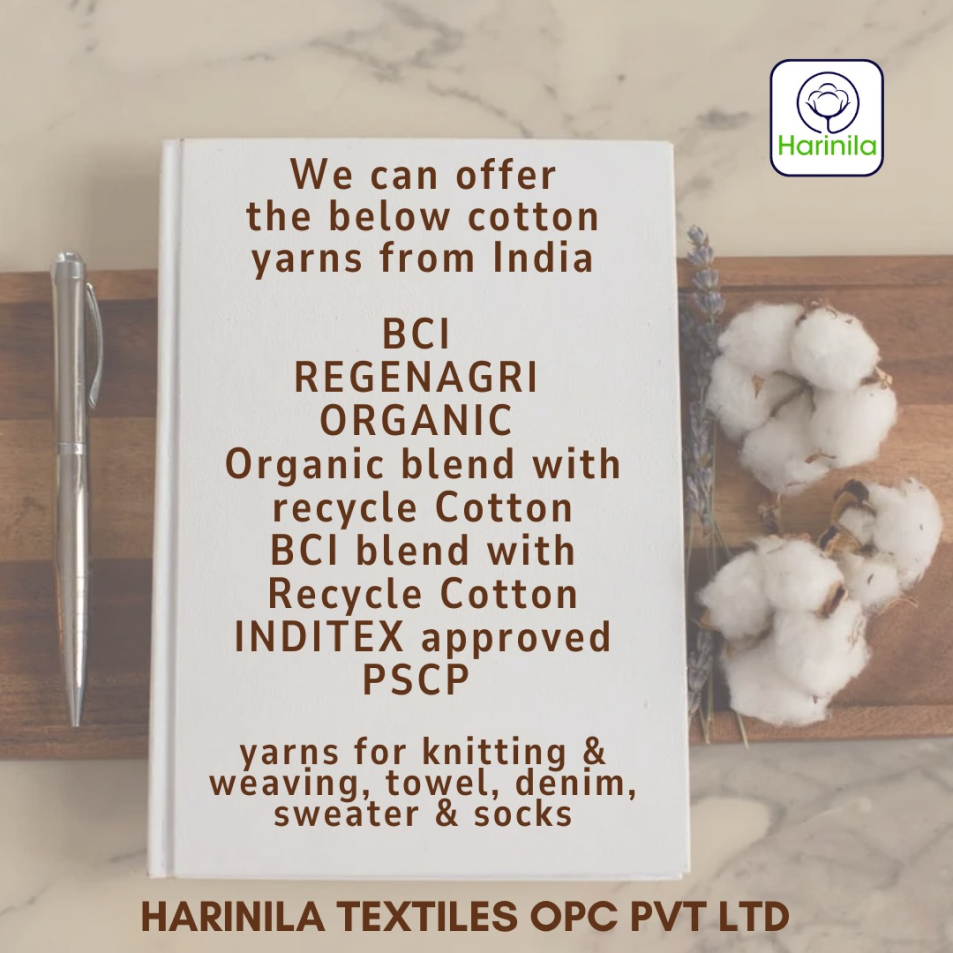 Harinila
We can offer
the below cotton
yarns from India
BCI
REGENAGRI
ORGANIC
Organic blend with
recycle Cotton
BCI blend with
Recycle Cotton
INDITEX approved
PSCP
yarns for knitting &
weaving, towel, denim,
sweater & socks
HARINILA TEXTILES OPC PVT LTD